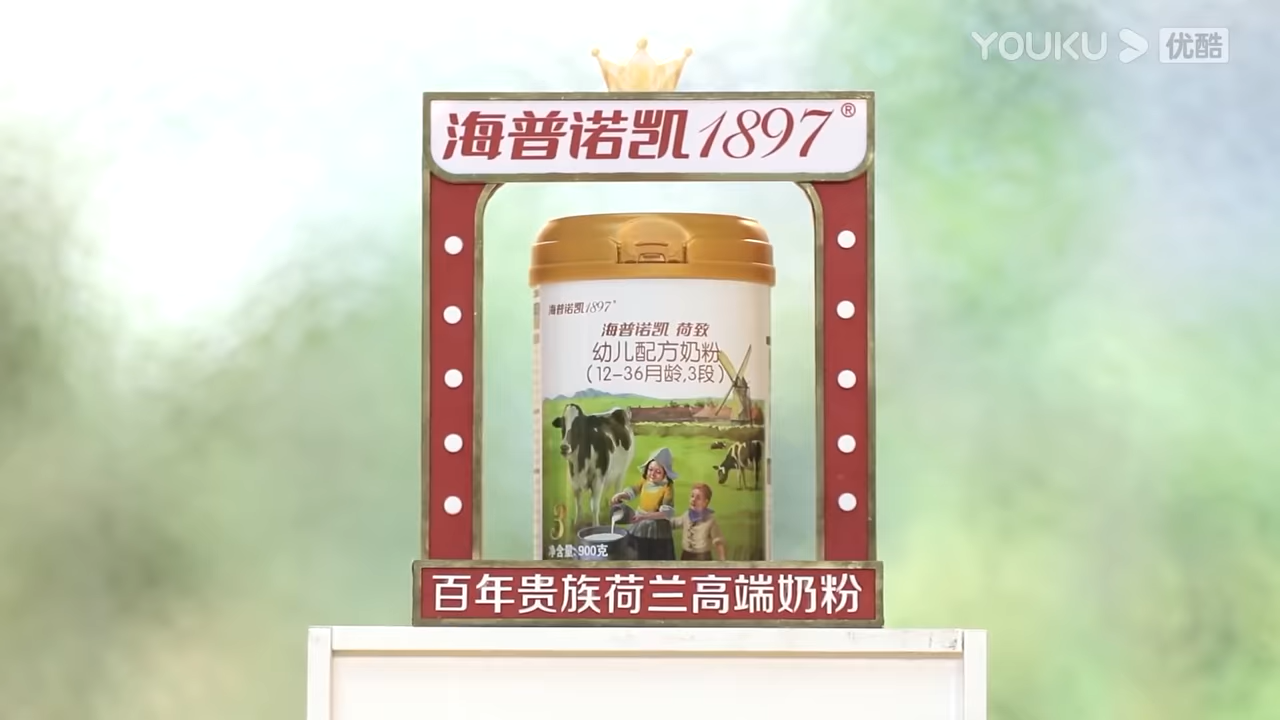 YOUKU 优酷
海普诺凯1897®
海普诺凯1897®
海普诺凯 荷致
幼儿配方奶粉
(12-36月龄,3段)
3
净含量:900克
百年贵族荷兰高端奶粉